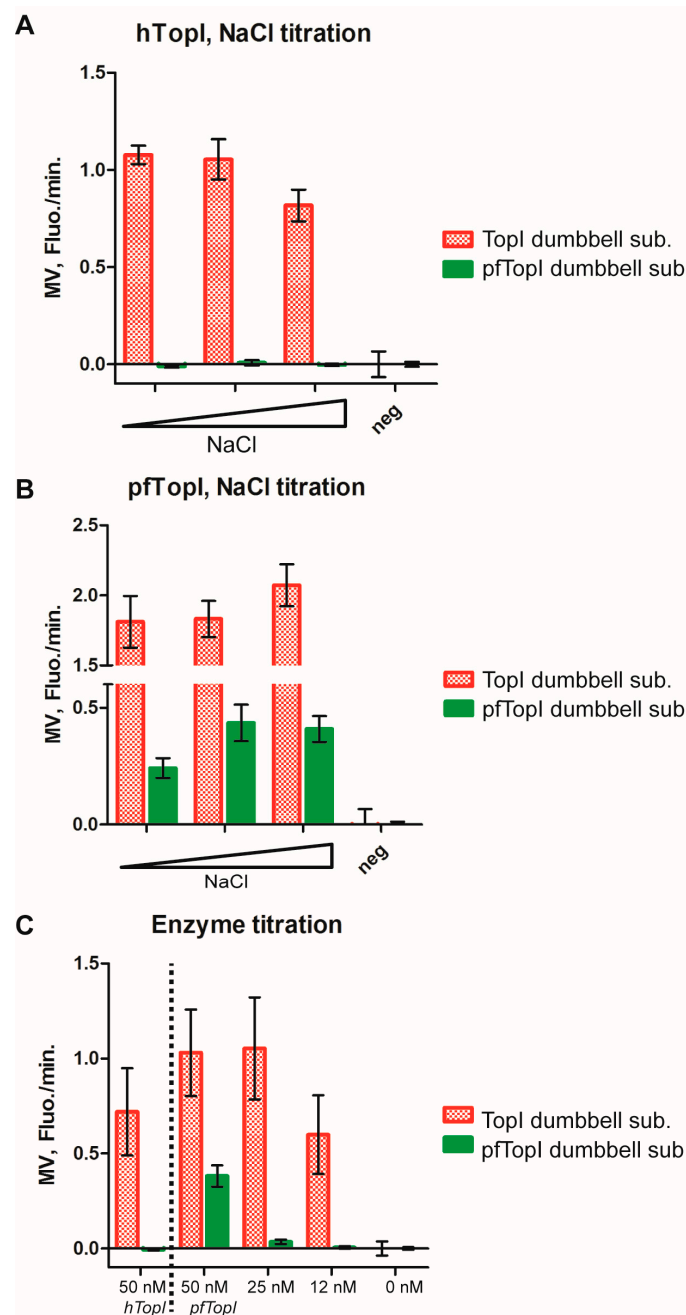 A
hTopI, NaCl titration
1.5
1.0
0.5
0.0
MV, Fluo./min.
TopI dumbbell sub.
pfTopI dumbbell sub
NaCl
neg
B
pfTopI, NaCl titration
2.5
2.0
1.5
0.5
0.0
MV, Fluo./min.
TopI dumbbell sub.
pfTopI dumbbell sub
NaCl
neg
C
Enzyme titration
1.5
1.0
0.5
0.0
MV, Fluo./min.
TopI dumbbell sub.
pfTopI dumbbell sub
50 nM 50 nM 25 nM 12 nM 0 nM
hTopI pfTopI